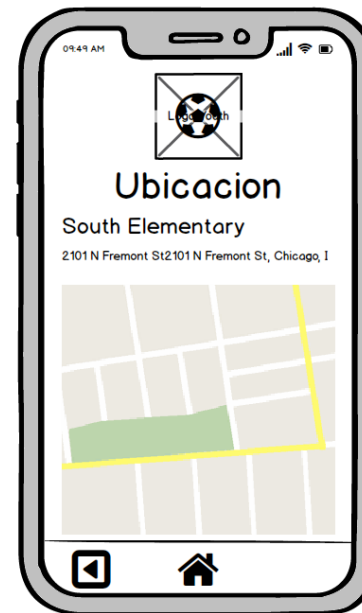 09:49 AM
Ubicacion
South Elementary
2101 N Fremont St2101 N Fremont St, Chicago, I